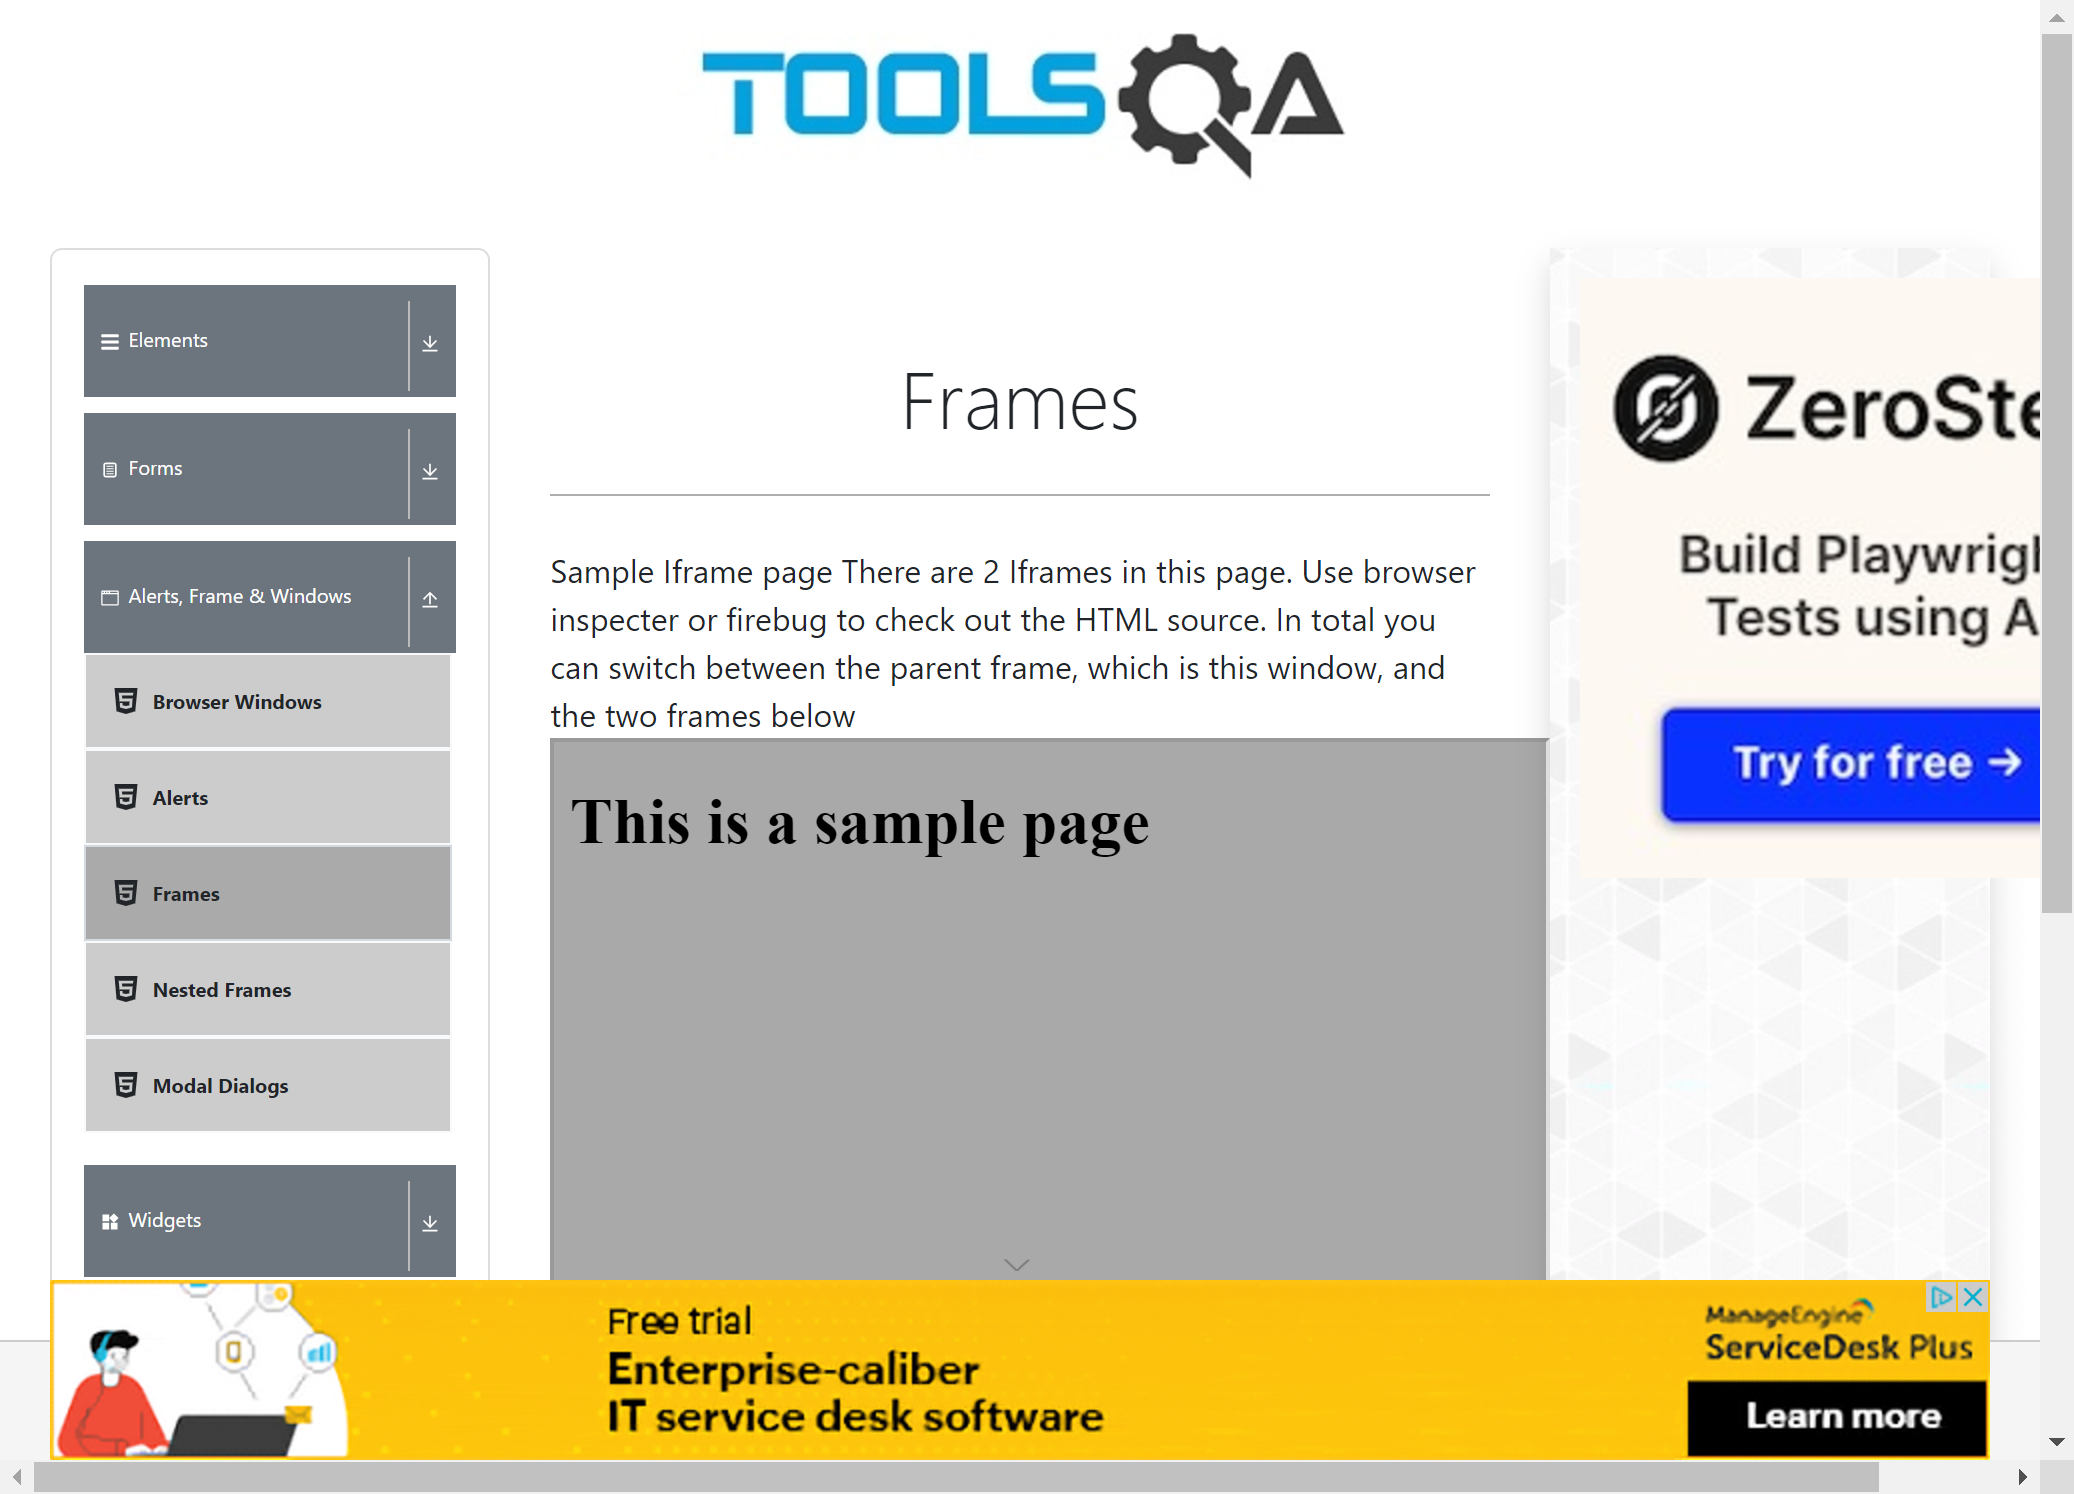 TOOLSQA
Elements
Forms
Alerts, Frame & Windows
Browser Windows
Alerts
Frames
Nested Frames
Modal Dialogs
Widgets
Frames
Sample Iframe page There are 2 Iframes in this page. Use browser
inspecter or firebug to check out the HTML source. In total you
can switch between the parent frame, which is this window, and
the two frames below
This is a sample page
ZeroSte
Build Playwrigh
Tests using A
Try for free →
Free trial
Enterprise-caliber
IT service desk software
ManageEngine
ServiceDesk Plus
Learn more